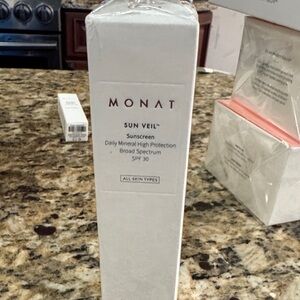 MONAT
SUN VEIL™
Sunscreen
Daily Mineral High Protection
Broad Spectrum
SPF 30
ALL SKIN TYPES